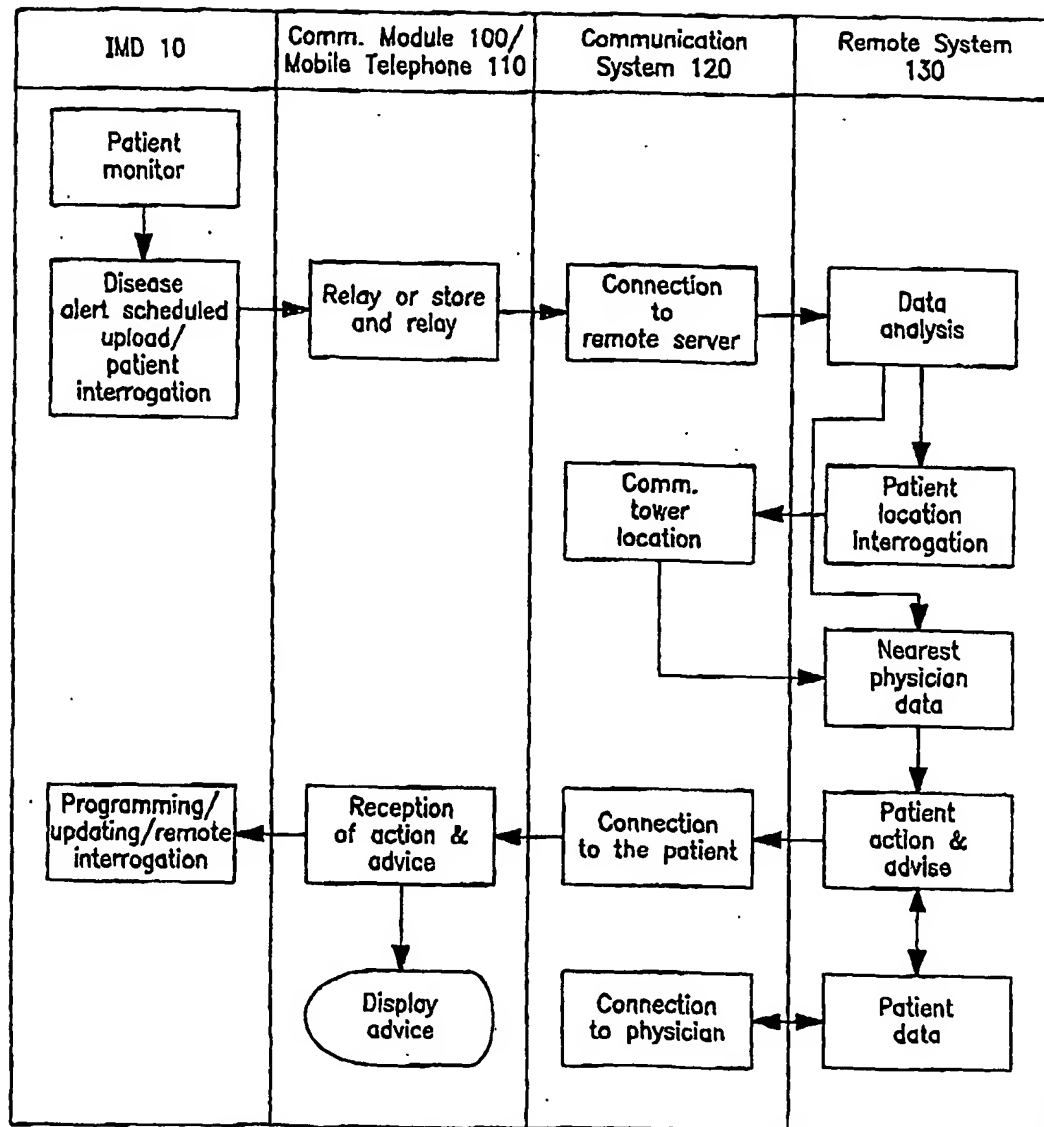 IMD 10
Comm. Module 100/
Mobile Telephone 110
Communication
System 120
Remote System
130
Patient
monitor
Disease
alert scheduled
upload/
patient
interrogation
Relay or store
and relay
Connection
to
remote server
Data
analysis
Comm.
tower
location
Patient
location
interrogation
Nearest
physician
data
Programming/
updating/remote
interrogation
Reception
of action &
advice
Connection
to the patient
Patient
action &
advise
Display
advice
Connection
to physician
Patient
data